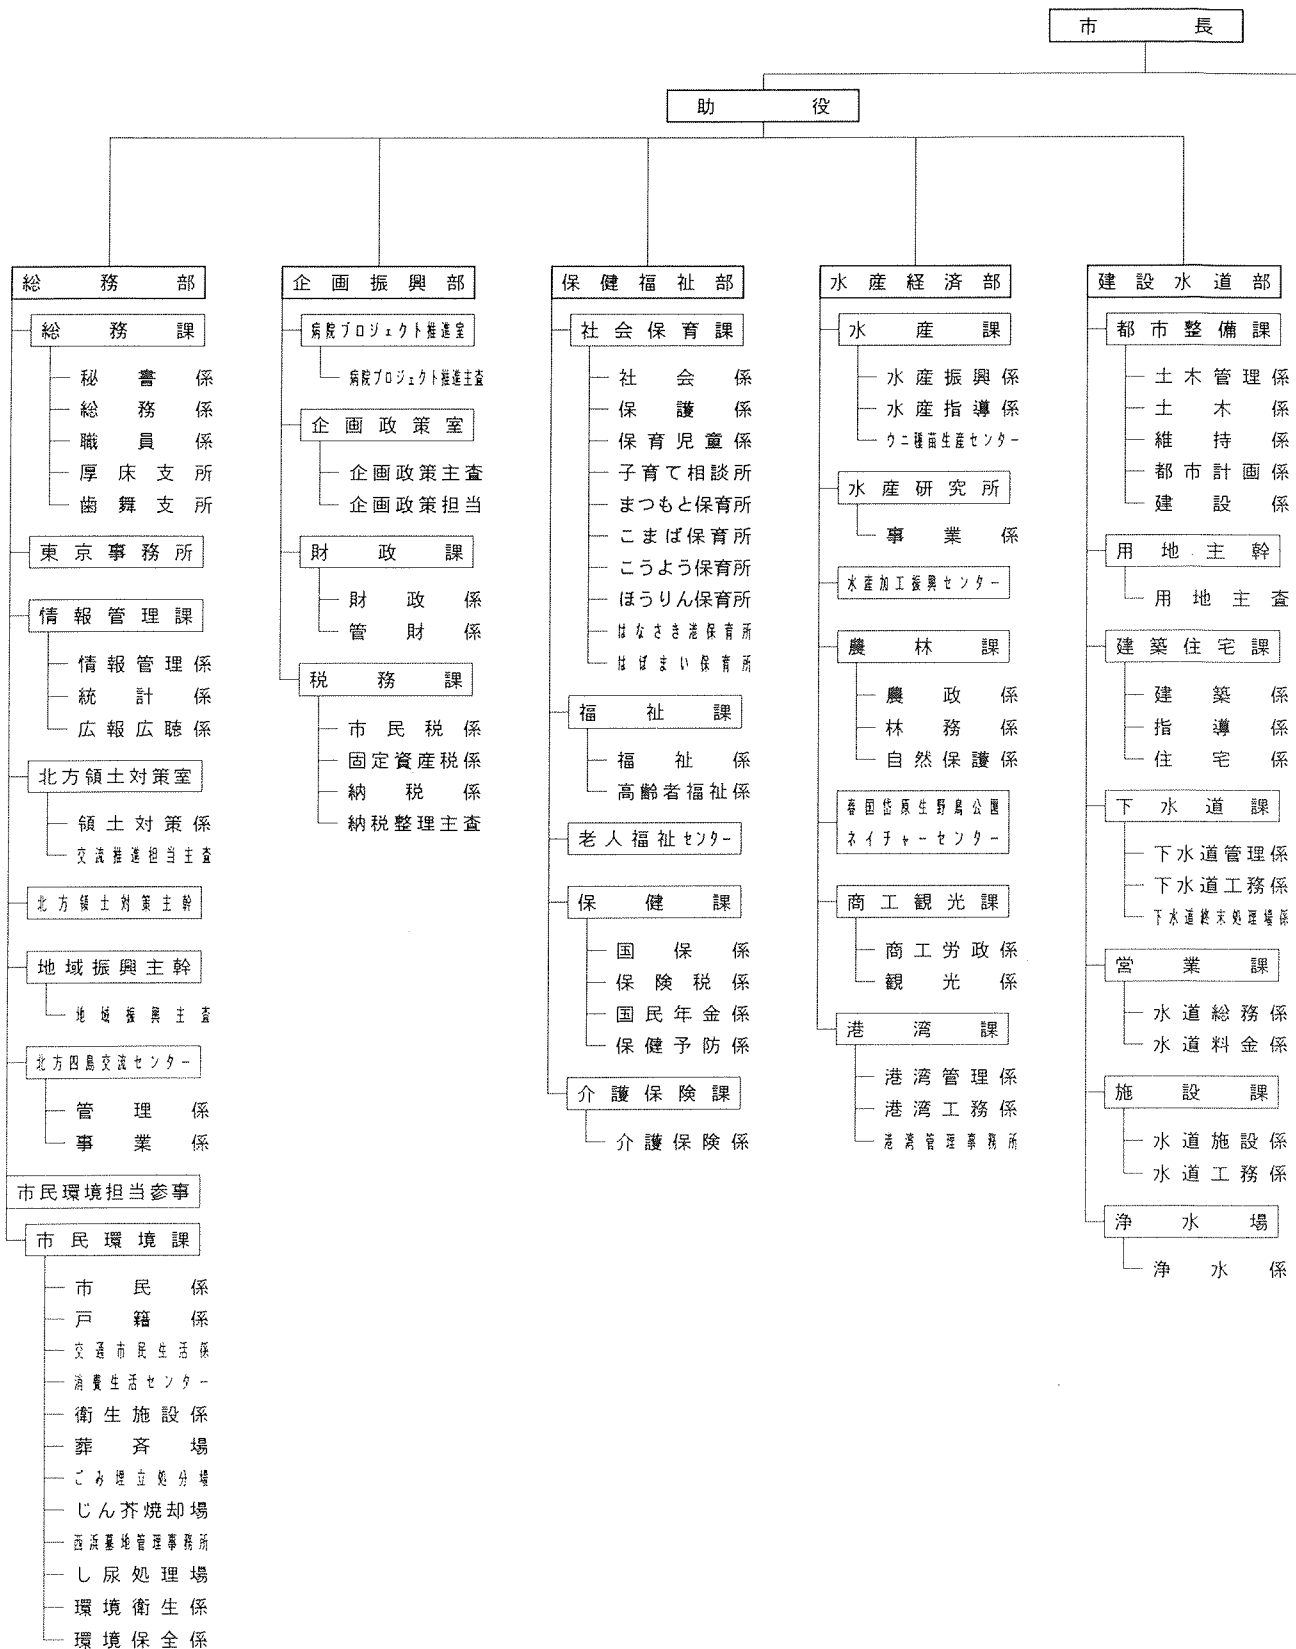 市長
助役
総務部
総務課
秘書係
総務係
職員係
厚床支所
歯舞支所
東京事務所
情報管理課
情報管理係
統計係
広報広聴係
北方領土対策室
領土対策係
交流推進担当主査
北方領土対策主幹
地域振興主幹
地域振興主査
北方四島交流センター
管理係
事業係
市民環境担当参事
市民環境課
市民係
戸籍係
交通市民生活係
消費生活センター
衛生施設係
葬斉場
ごみ埋立処分場
じん芥焼却場
西浜墓地管理事務所
し尿処理場
環境衛生係
環境保全係
企画振興部
病院プロジェクト推進室
病院プロジェクト推進主査
企画政策室
企画政策主査
企画政策担当
財政課
財政係
管財係
税務課
市民税係
固定資産税係
納税係
納税整理主査
保健福祉部
社会保育課
社会係
保護係
保育児童係
子育て相談所
まつもと保育所
こまば保育所
こうよう保育所
ほうりん保育所
はなさき港保育所
はぼまい保育所
福祉課
福祉係
高齢者福祉係
老人福祉センター
保健課
国保係
保険税係
国民年金係
保健予防係
介護保険課
介護保険係
水産経済部
水産課
水産振興係
水産指導係
ウニ種苗生産センター
水産研究所
事業係
水産加工振興センター
農林課
農政係
林務係
自然保護係
春国岱原生野鳥公園
ネイチャーセンター
商工観光課
商工労政係
観光係
港湾課
港湾管理係
港湾工務係
港湾管理事務所
建設水道部
都市整備課
土木管理係
土木係
維持係
都市計画係
建設係
用地主幹
用地主査
建築住宅課
建築係
指導係
住宅係
下水道課
下水道管理係
下水道工務係
下水道終末処理場係
営業課
水道総務係
水道料金係
施設課
水道施設係
水道工務係
浄水場
浄水係